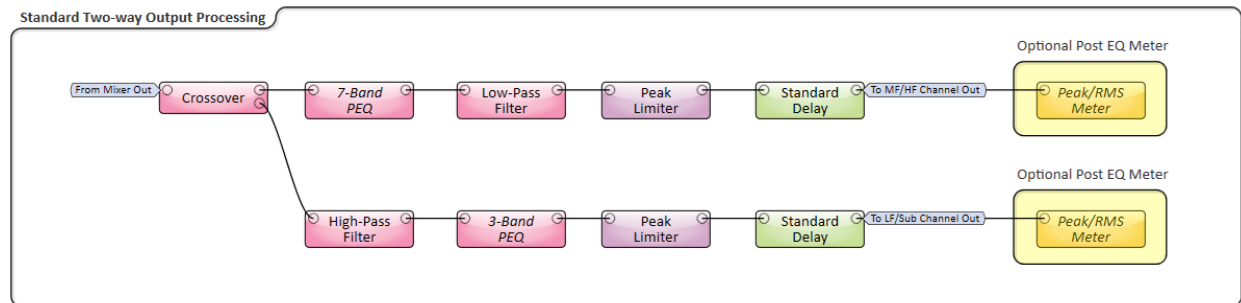 Standard Two-way Output Processing
Optional Post EQ Meter
From Mixer Out
Crossover
7-Band
PEQ
Low-Pass
Filter
Peak
Limiter
Standard
Delay
To MF/HF Channel Out
Peak/RMS
Meter
Optional Post EQ Meter
High-Pass
Filter
3-Band
PEQ
Peak
Limiter
Standard
Delay
To LF/Sub Channel Out
Peak/RMS
Meter